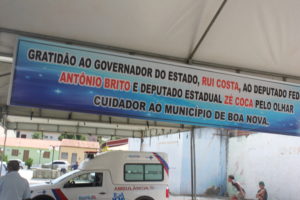 GRATIDÃO AO GOVERNADOR DO ESTADO, RUI COSTA, AO DEPUTADO FED
ANTÔNIO BRITO E DEPUTADO ESTADUAL ZÉ COCA PELO OLHAR
CUIDADOR AO MUNICÍPIO DE BOA NOVA
AMBULÂNCIA